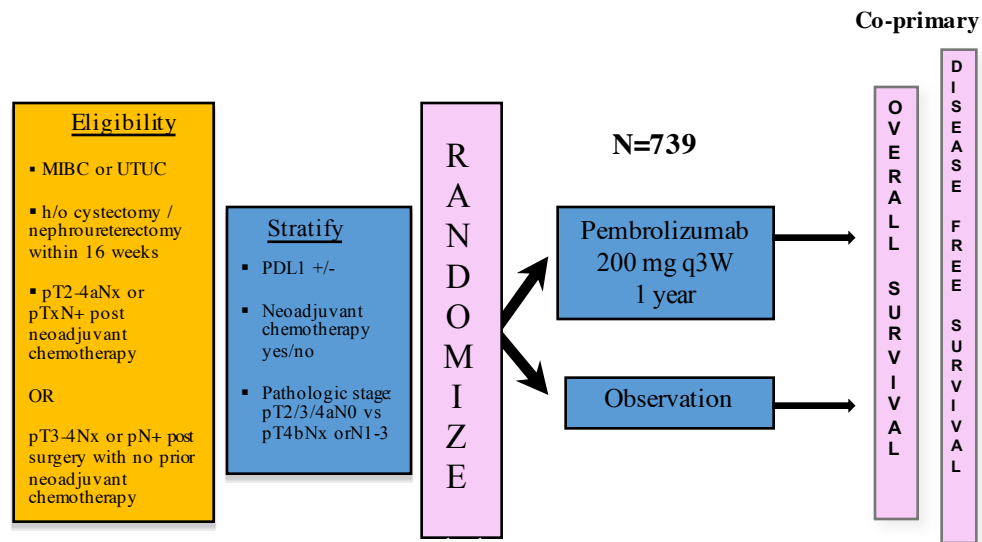 Co-primary
Eligibility
▪ MIBC or UTUC
▪ h/o cystectomy /
nephroureterectomy
within 16 weeks
▪ pT2-4aNx or
pTxN+ post
neoadjuvant
chemotherapy
OR
pT3-4Nx or pN+ post
surgery with no prior
neoadjuvant
chemotherapy
Stratify
▪ PDL1 +/-
▪ Neoadjuvant
chemotherapy
yes/no
▪ Pathologic stage:
pT2/3/4aN0 vs
pT4bNx orN1-3
RANDOMIZE
N=739
Pembrolizumab
200 mg q3W
1 year
Observation
OVERALL SURVIVAL
DISEASE FREE SURVIVAL